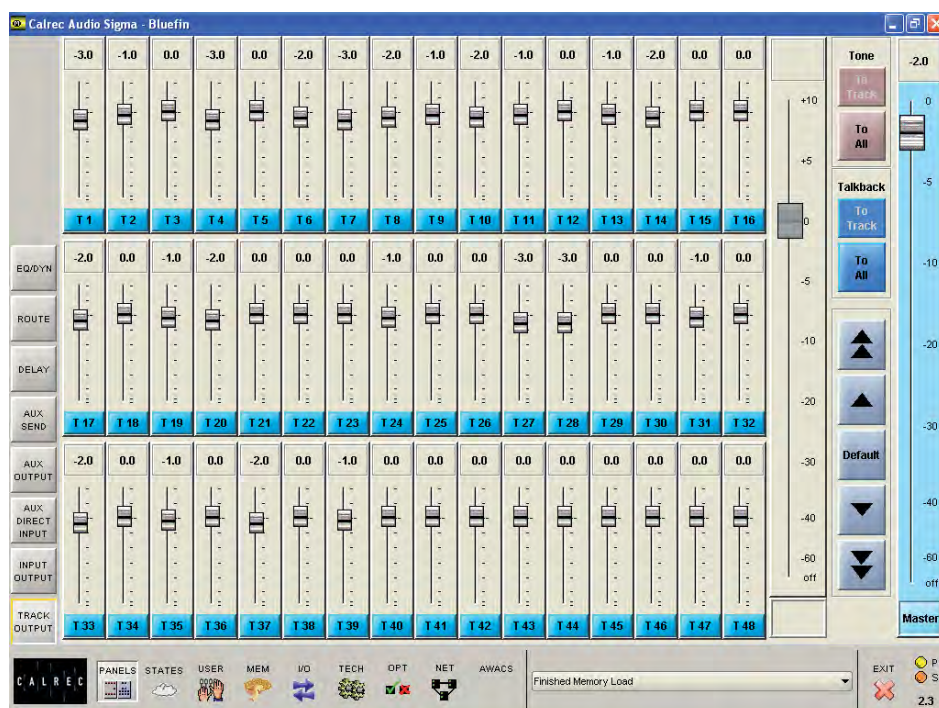 Calrec Audio Sigma - Bluefin
-3.0 -1.0 0.0 -3.0 0.0 -2.0 -3.0 -2.0 -1.0 -2.0 -1.0 0.0 -1.0 -2.0 0.0 0.0
T 1 T 2 T 3 T 4 T 5 T 6 T 7 T 8 T 9 T 10 T 11 T 12 T 13 T 14 T 15 T 16
-2.0 0.0 -1.0 -2.0 0.0 0.0 0.0 -1.0 0.0 0.0 -3.0 -3.0 0.0 0.0 -1.0 0.0
T 17 T 18 T 19 T 20 T 21 T 22 T 23 T 24 T 25 T 26 T 27 T 28 T 29 T 30 T 31 T 32
-2.0 0.0 -1.0 0.0 -2.0 0.0 -1.0 0.0 0.0 0.0 0.0 0.0 0.0 0.0 0.0 0.0
T 33 T 34 T 35 T 36 T 37 T 38 T 39 T 40 T 41 T 42 T 43 T 44 T 45 T 46 T 47 T 48
EQ/DYN
ROUTE
DELAY
AUX
SEND
AUX
OUTPUT
AUX
DIRECT
INPUT
INPUT
OUTPUT
TRACK
OUTPUT
+10
+5
0
-5
-10
-20
-30
-40
-60
off
Tone
To
Track
To
All
Talkback
To
Track
To
All
Default
-2.0
0
-5
-10
-20
-30
-40
-60
off
Master
CALREC
PANELS STATES USER MEM I/O TECH OPT NET AWACS
Finished Memory Load
EXIT
P
S
2.3